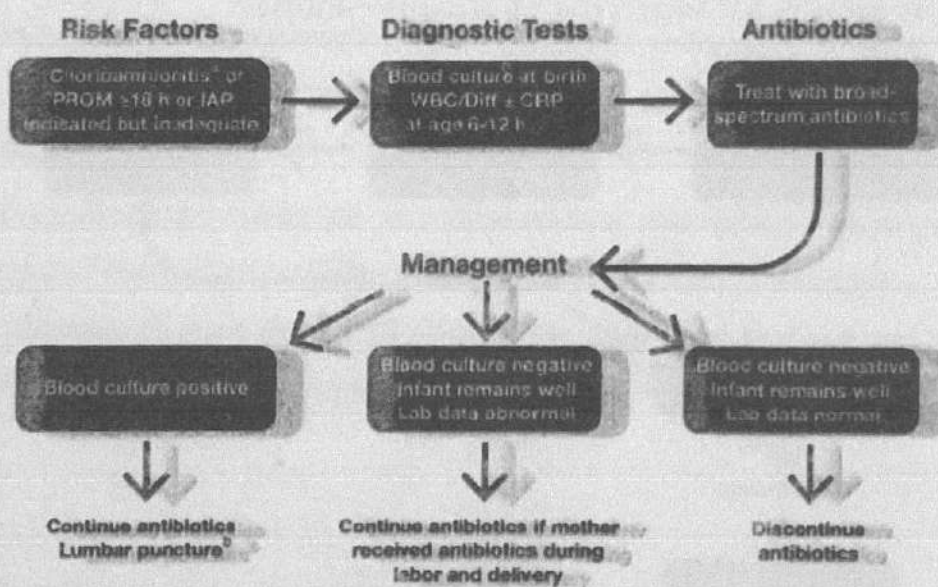 Risk Factors
Diagnostic Tests
Antibiotics
Chorioamnionitis or
PROM ≥18 h or IAP
indicated but inadequate
Blood culture at birth
WBC/Diff ± CRP
at age 6-12 h
Treat with broad-
spectrum antibiotics
Management
Blood culture positive
Blood culture negative
Infant remains well
Lab data abnormal
Blood culture negative
Infant remains well
Lab data normal
Continue antibiotics
Lumbar puncture b
Continue antibiotics if mother
received antibiotics during
labor and delivery
Discontinue
antibiotics